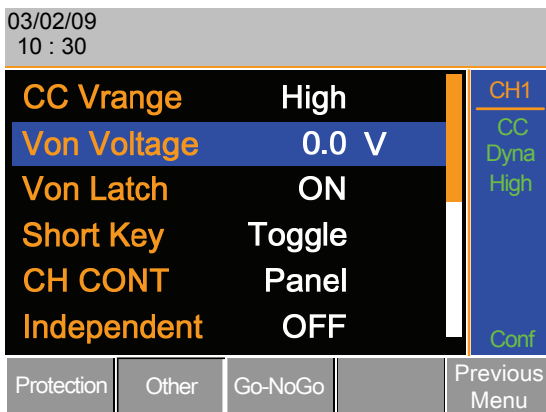 03/02/09
10 : 30
CC Vrange High
Von Voltage 0.0 V
Von Latch ON
Short Key Toggle
CH CONT Panel
Independent OFF
CH1
CC
Dyna
High
Conf
Protection Other Go-NoGo Previous Menu